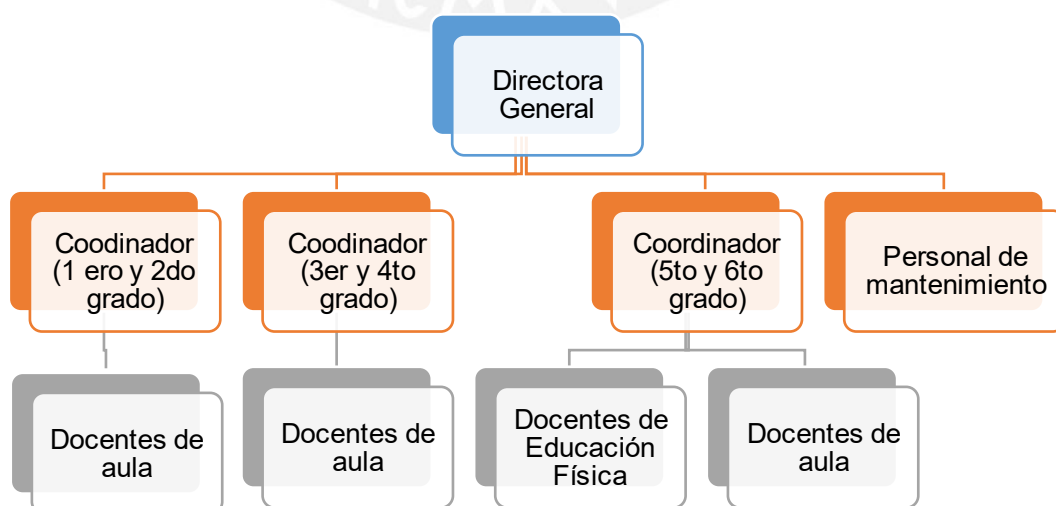 Directora
General
Coodinador
(1 ero y 2do
grado)
Coodinador
(3er y 4to
grado)
Coordinador
(5to y 6to
grado)
Personal de
mantenimiento
Docentes de
aula
Docentes de
aula
Docentes de
Educación
Física
Docentes de
aula